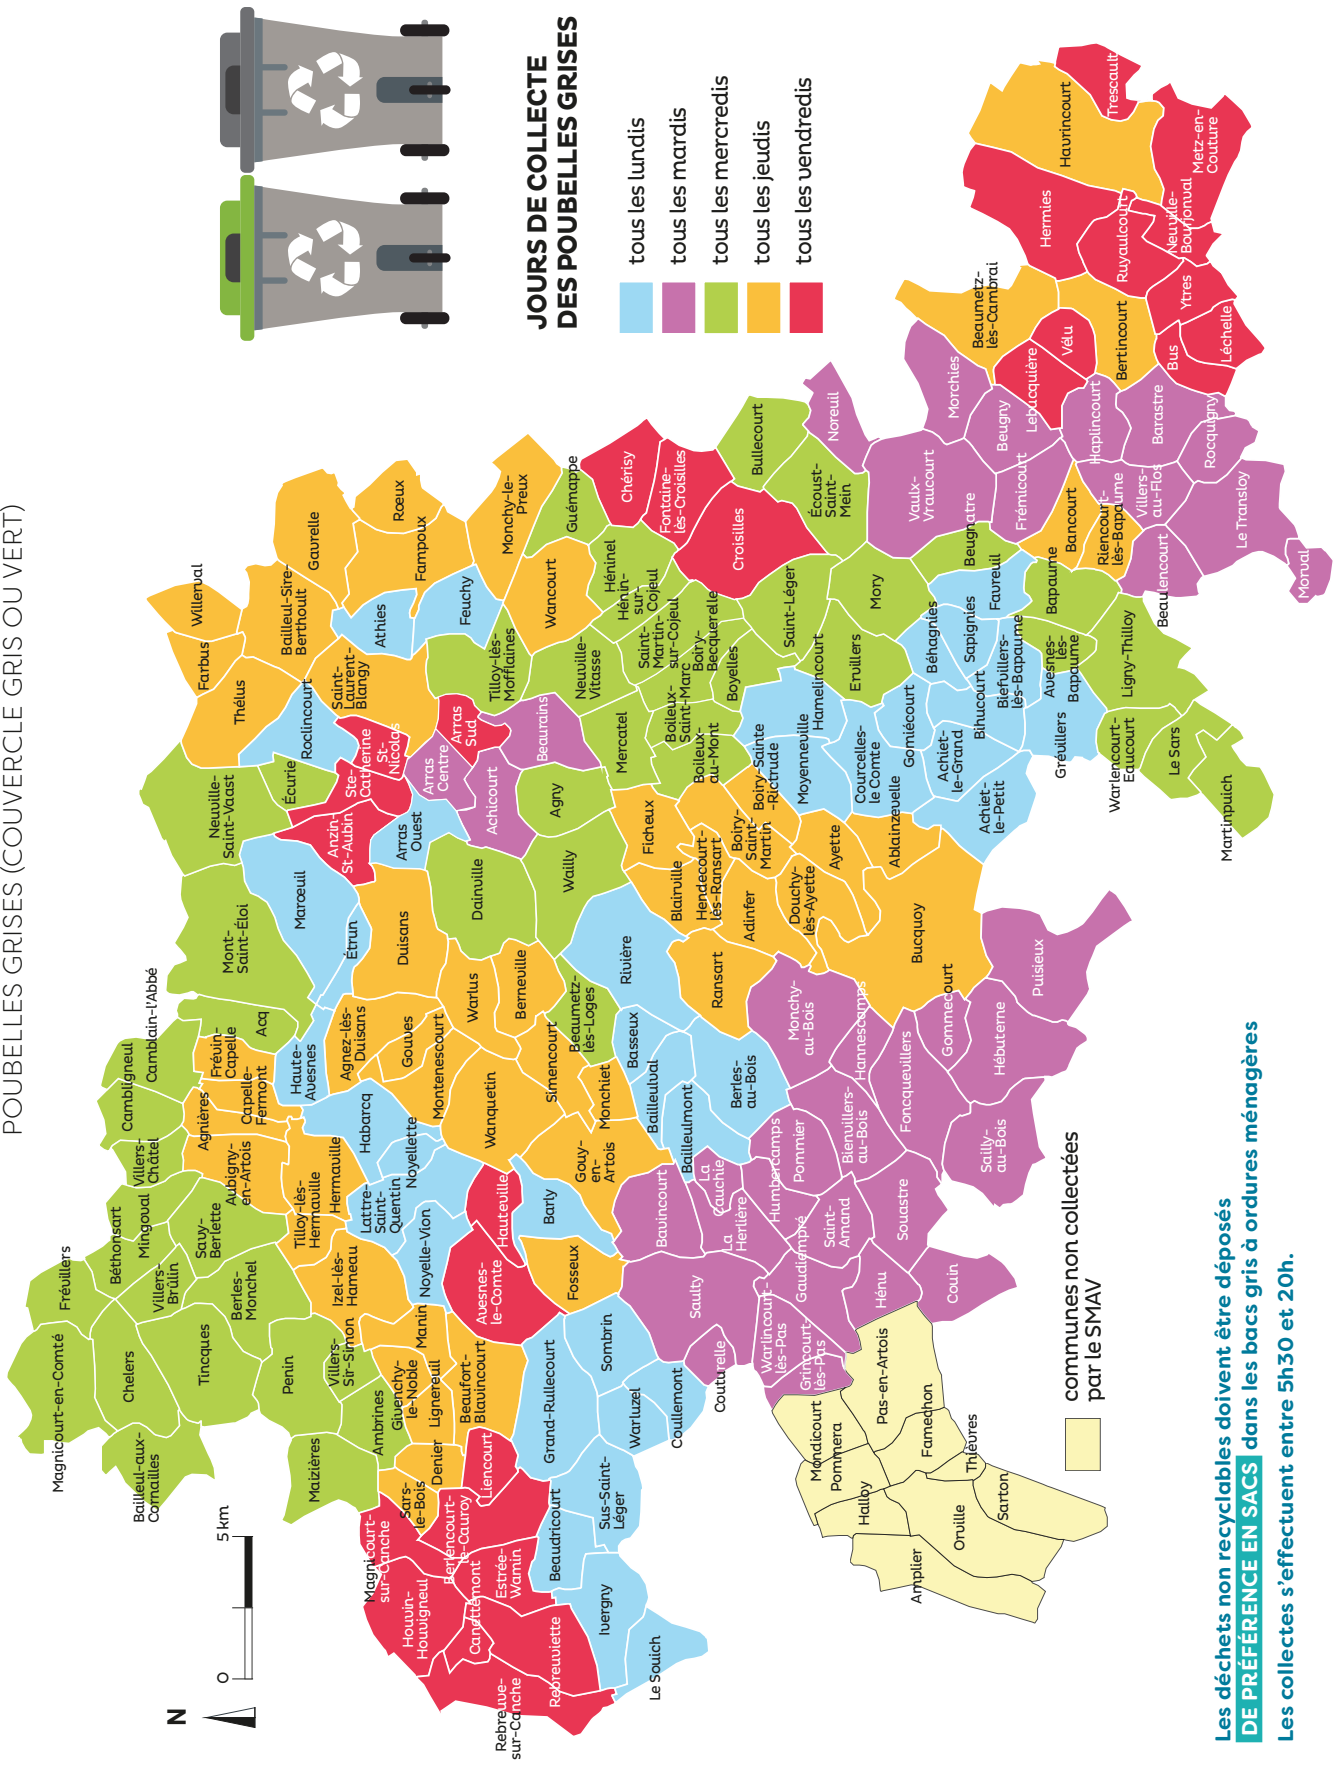 POUBELLES GRISES (COUVERCLE GRIS OU VERT)
JOURS DE COLLECTE
DES POUBELLES GRISES
tous les lundis
tous les mardis
tous les mercredis
tous les jeudis
tous les vendredis
N
0
5 km
Magnicourt-en-Comté
Frévillers
Béthonsart
Mingoval
Villers-
Châtel
Cambligneul
Camblain-l'Abbé
Chelers
Villers-
Brûlin
Savy-
Berlette
Bailleul-aux-
Cornailles
Tincques
Berles-
Monchel
Aubigny-
en-Artois
Agnières
Capelle-
Fermont
Frévin-
Capelle
Acq
Mont-
Saint-Éloi
Neuville-
Saint-Vaast
Thélus
Farbus
Willerval
Bailleul-Sire-
Berthoult
Gavrelle
Maizières
Penin
Villers-
Sir-Simon
Izel-lès-
Hameau
Tilloy-lès-
Hermaville
Hermaville
Haute-
Avesnes
Marœuil
Étrun
Écurie
Roclincourt
Saint-
Laurent-
Blangy
Athies
Fampoux
Rœux
Ambrines
Givenchy-
le-Noble
Manin
Lignereuil
Noyelle-Vion
Lattre-
Saint-
Quentin
Habarcq
Noyellette
Agnez-lès-
Duisans
Gouves
Montenescourt
Duisans
Anzin-
St-Aubin
Ste-
Catherine
St-
Nicolas
Arras
Ouest
Arras
Centre
Arras
Sud
Feuchy
Monchy-le-
Preux
Magnicourt-
sur-Canche
Sars-
le-Bois
Denier
Beaufort-
Blavincourt
Avesnes-
le-Comte
Hauteville
Wanquetin
Warlus
Dainville
Achicourt
Beaurains
Tilloy-lès-
Mofflaines
Wancourt
Guémappe
Houvin-
Houvigneul
Berlencourt-
le-Cauroy
Liencourt
Canettemont
Estrée-
Wamin
Rebreuve-
sur-Canche
Rebreuviette
Beaudricourt
Grand-Rullecourt
Fosseux
Barly
Gouy-
en-
Artois
Simencourt
Monchiet
Berneville
Beaumetz-
lès-Loges
Wailly
Agny
Mercatel
Neuville-
Vitasse
Héninel
Hénin-
sur-
Cojeul
Saint-
Martin-
sur-Cojeul
Chérisy
Fontaine-
lès-Croisilles
Ivergny
Le Souich
Sus-Saint-
Léger
Warluzel
Sombrin
Coullemont
Couturelle
Saulty
Bavincourt
La
Cauchie
La
Herlière
Bailleulmont
Bailleulval
Basseux
Rivière
Ficheux
Blairville
Hendecourt-
lès-Ransart
Boiry-
Saint-
Martin
Boiry-Sainte
-Rictrude
Boileux-
au-Mont
Boileux-
Saint-Marc
Boiry-
Becquerelle
Boyelles
Croisilles
Bullecourt
Écoust-
Saint-
Mein
Noreuil
Berles-
au-Bois
Ransart
Adinfer
Douchy-
lès-Ayette
Ayette
Moyenneville
Hamelincourt
Saint-Léger
Mory
Ervillers
Courcelles-
le Comte
Gomiécourt
Ablainzevelle
Bucquoy
Monchy-
au-Bois
Hannescamps
Humbercamps
Pommier
Bienvillers-
au-Bois
Gaudiempré
Saint-
Amand
Warlincourt-
lès-Pas
Grincourt-
lès-Pas
Hénu
Souastre
Foncquevillers
Gommecourt
Hébuterne
Sailly-
au-Bois
Puisieux
Couin
Achiet-
le-Petit
Achiet-
le-Grand
Bihucourt
Béhagnies
Sapignies
Favreuil
Biefvillers-
lès-Bapaume
Avesnes-
lès-
Bapaume
Grévillers
Bapaume
Beugnatre
Vaulx-
Vraucourt
Morchies
Beugny
Frémicourt
Lebucquière
Vélu
Beaumetz-
lès-Cambrai
Hermies
Havrincourt
Trescault
Metz-en-
Couture
Neuville-
Bourjonval
Ruyaulcourt
Ytres
Léchelle
Bus
Bertincourt
Haplincourt
Barastre
Rocquigny
Villers-
au-Flos
Bancourt
Riencourt-
lès-Bapaume
Beaulencourt
Le Transloy
Morval
Ligny-Thilloy
Warlencourt-
Eaucourt
Le Sars
Martinpuich
Mondicourt
Pommera
Pas-en-Artois
Halloy
Famechon
Thièvres
Sarton
Orville
Amplier
communes non collectées
par le SMAV
Les déchets non recyclables doivent être déposés
DE PRÉFÉRENCE EN SACS dans les bacs gris à ordures ménagères
Les collectes s'effectuent entre 5h30 et 20h.